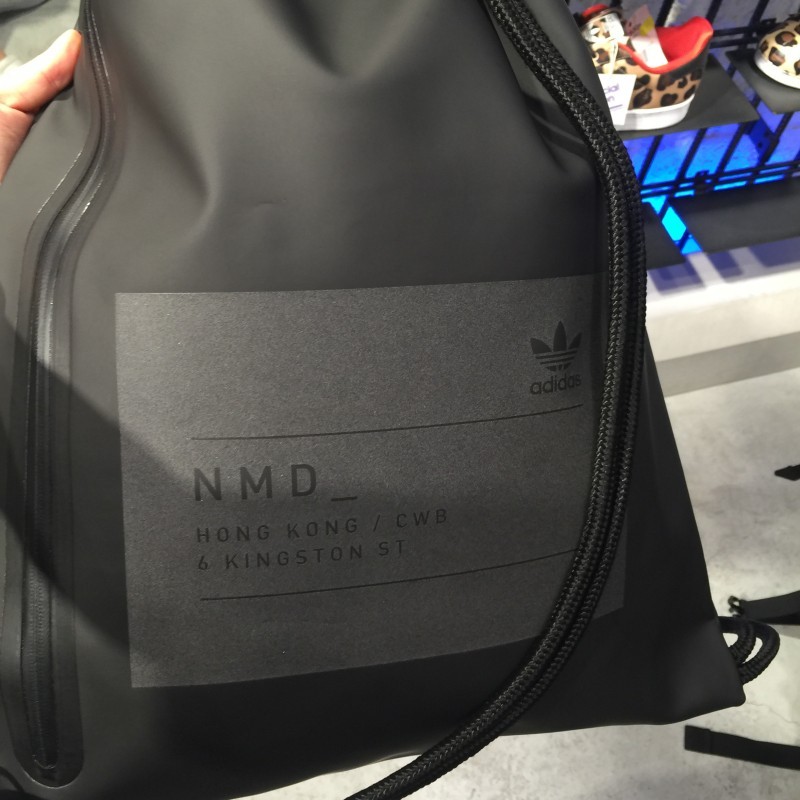 adidas
NMD_
HONG KONG / CWB
6 KINGSTON ST